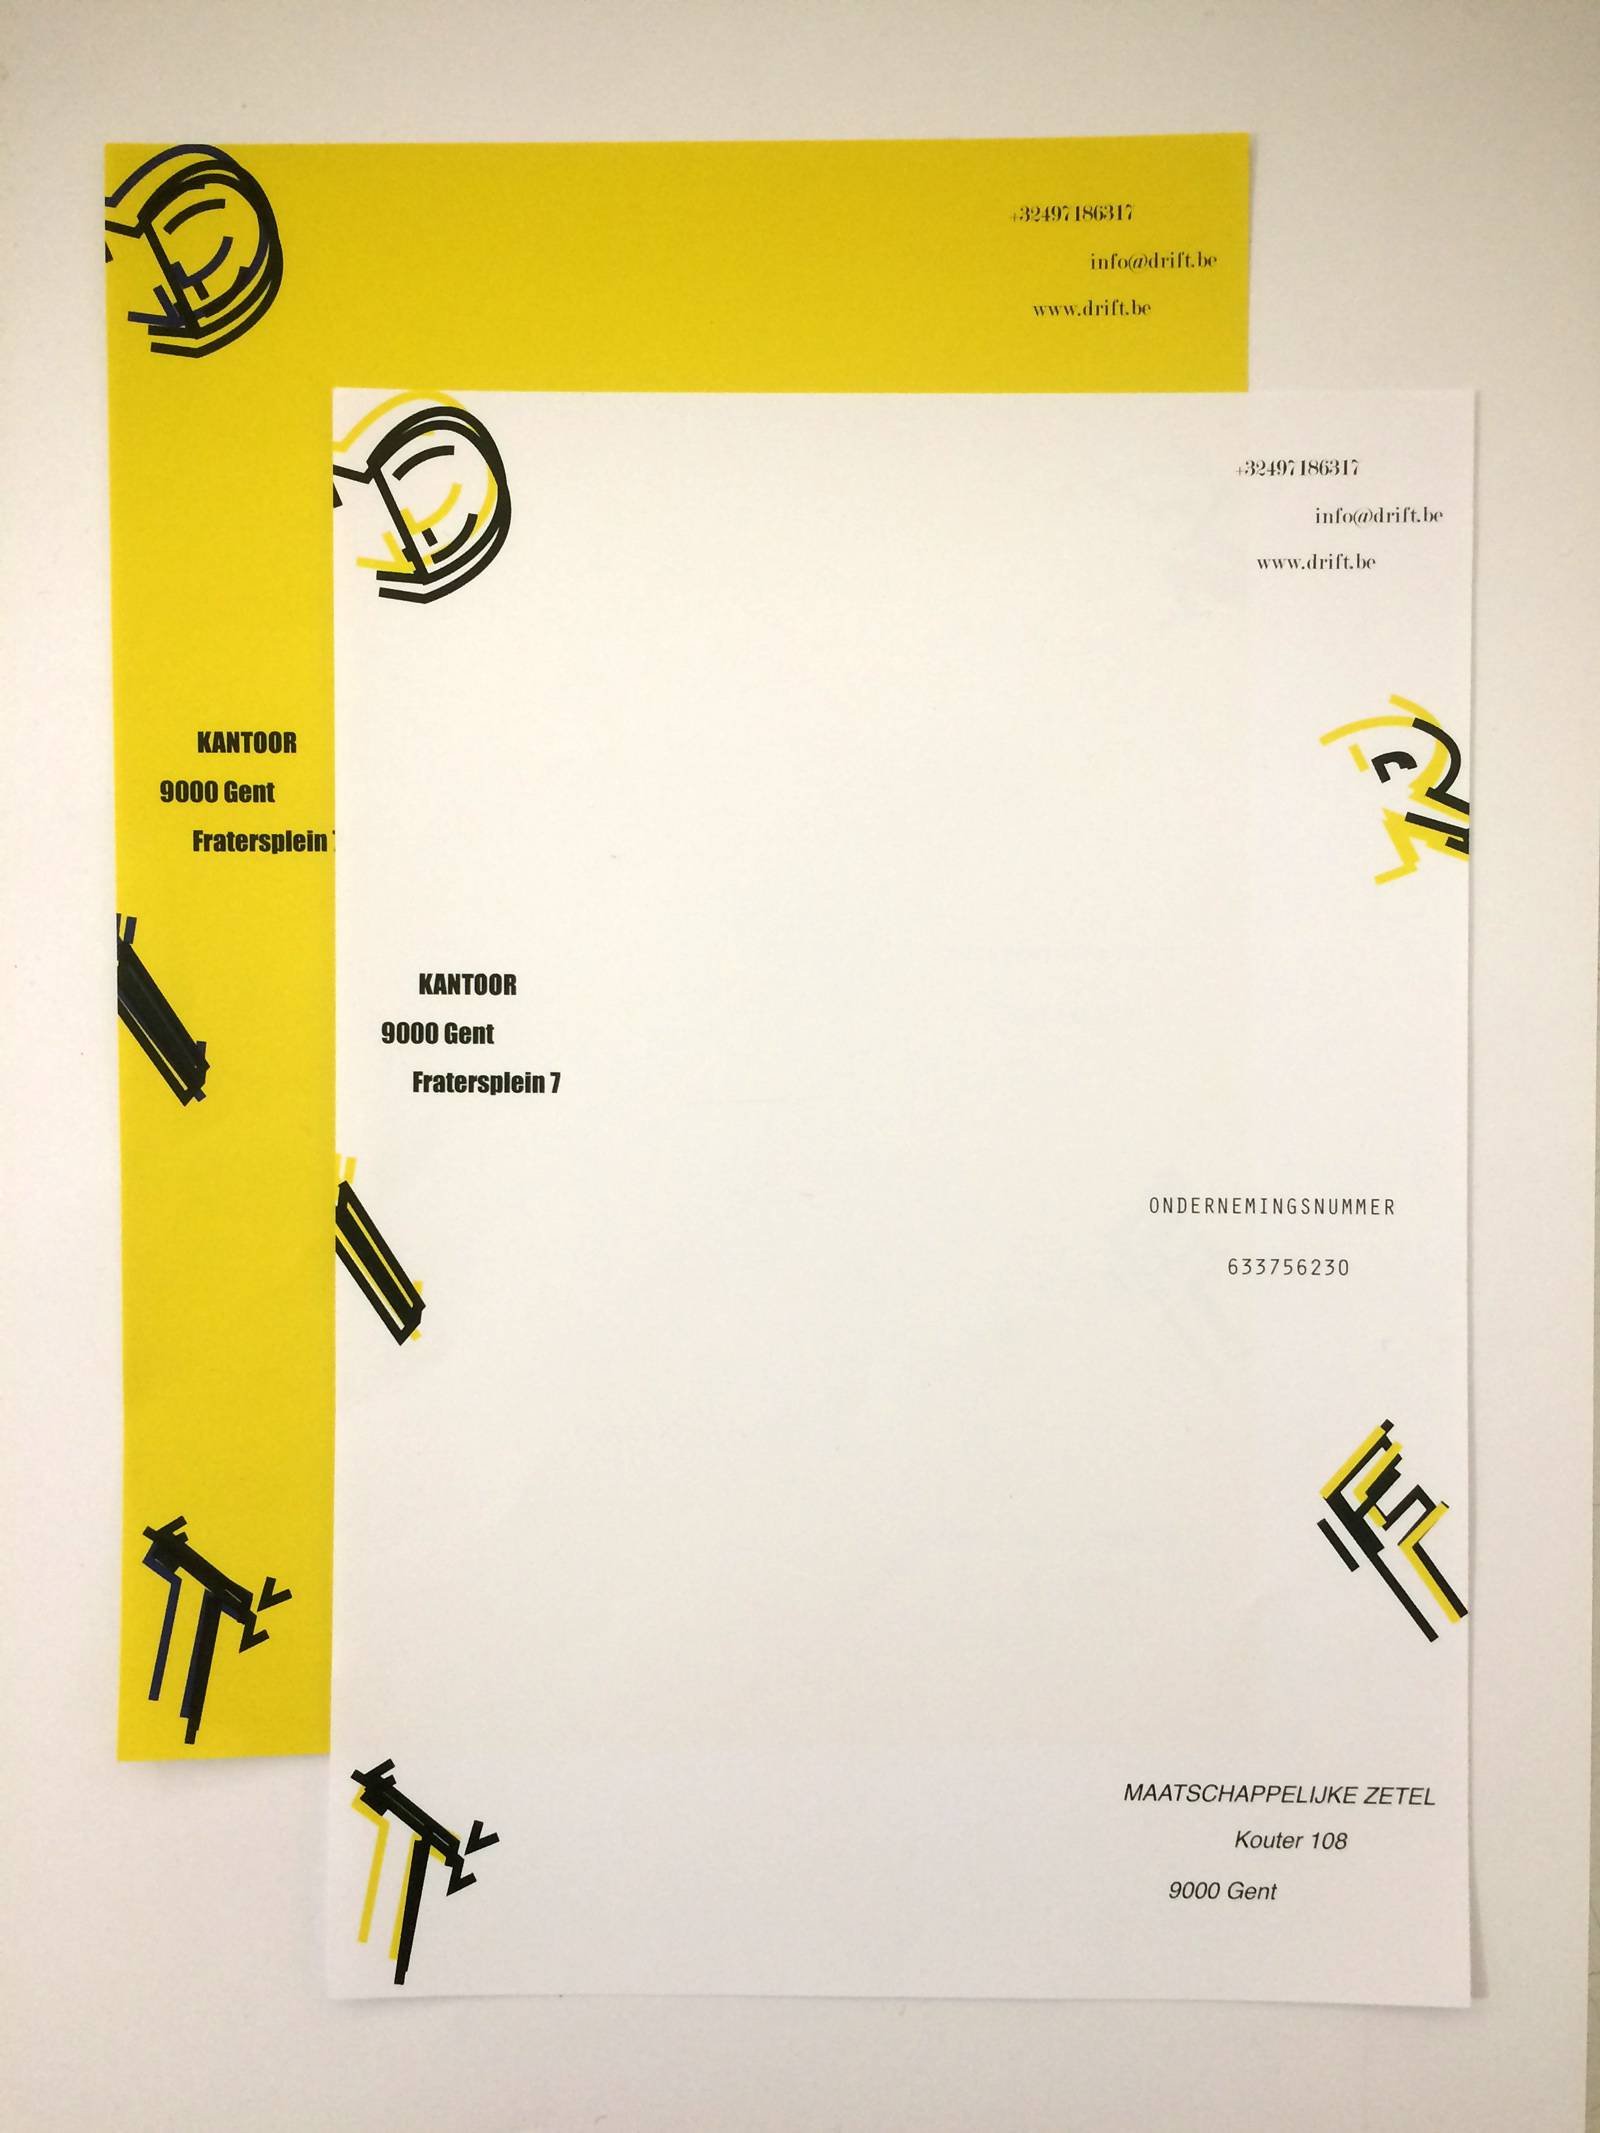 +32497186317
info@drift.be
www.drift.be
KANTOOR
9000 Gent
Fratersplein
+32497186317
info@drift.be
www.drift.be
KANTOOR
9000 Gent
Fratersplein 7
ONDERNEMINGSNUMMER
633756230
MAATSCHAPPELIJKE ZETEL
Kouter 108
9000 Gent